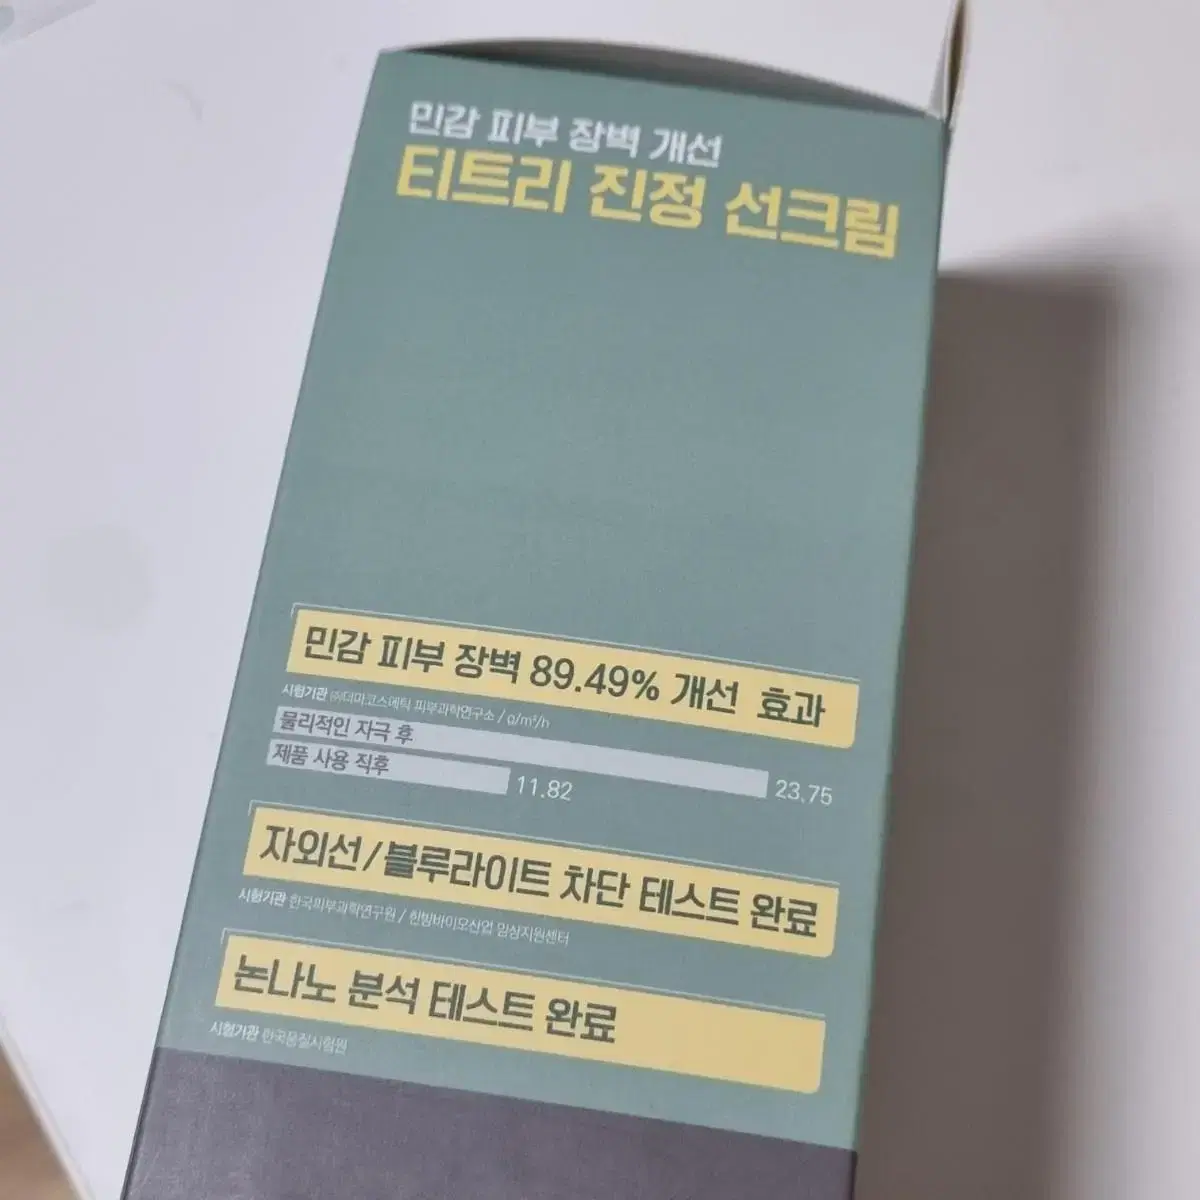 민감 피부 장벽 개선
티트리 진정 선크림
민감 피부 장벽 89.49% 개선 효과
시험기관 ㈜더마코스메틱 피부과학연구소 / g/m²/h
물리적인 자극 후
23.75
제품 사용 직후
11.82
자외선/블루라이트 차단 테스트 완료
시험기관 한국피부과학연구원 / 한빛바이오산업 임상지원센터
논나노 분석 테스트 완료
시험기관 한국품질시험원